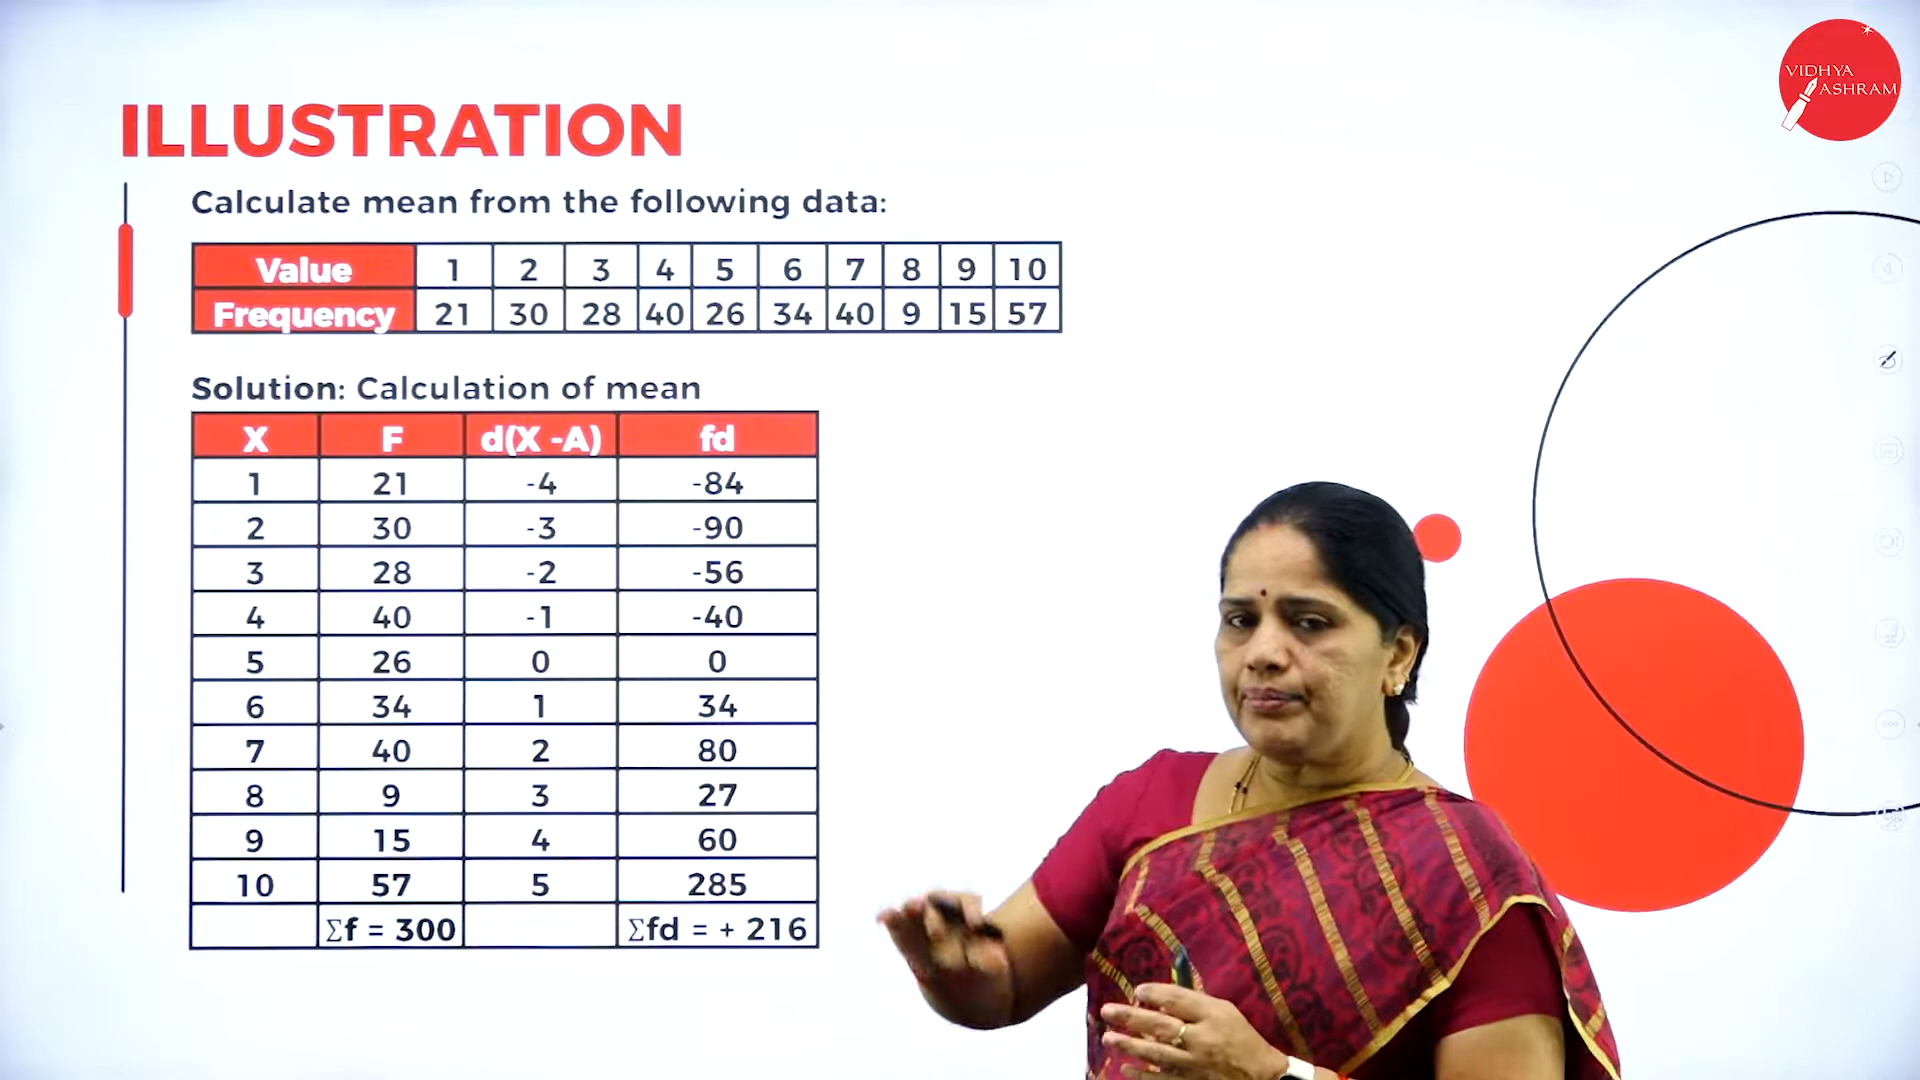 VIDHYA
ASHRAM
ILLUSTRATION
Calculate mean from the following data:
Value 1 2 3 4 5 6 7 8 9 10
Frequency 21 30 28 40 26 34 40 9 15 57
Solution: Calculation of mean
X F d(X -A) fd
1 21 -4 -84
2 30 -3 -90
3 28 -2 -56
4 40 -1 -40
5 26 0 0
6 34 1 34
7 40 2 80
8 9 3 27
9 15 4 60
10 57 5 285
∑f = 300 ∑fd = + 216